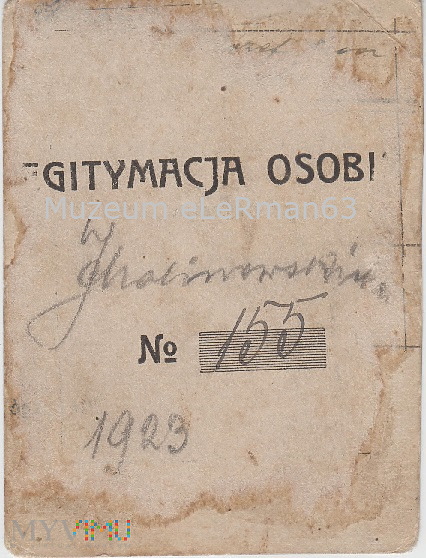 GITYMACJA OSOBI
Muzeum eLeRman63
No 155
1923
MYVIMU